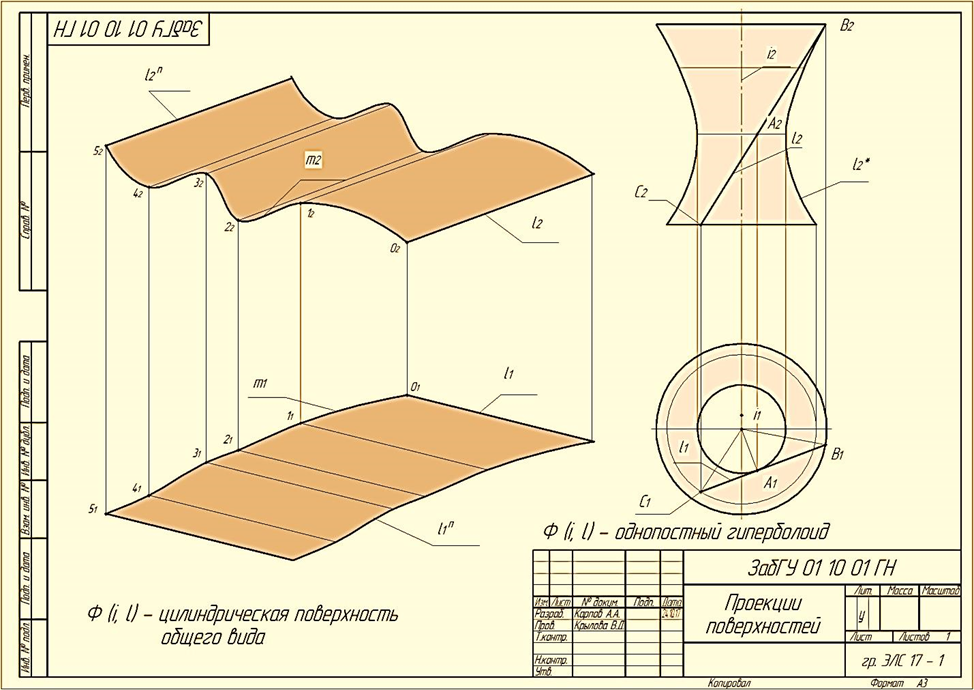 ЗабГУ 01 10 01 ГН
Перв. примен.
Справ №
Подп. и дата
Инв. № дубл.
Взам. инв №
Подп. и дата
Инв. № подл.
l2ⁿ
52
42
32
m2
22
12
02
l2
01
l1
m1
11
21
31
41
51
l1ⁿ
Ф (i, l) – цилиндрическая поверхность
общего вида
B2
i2
A2
l2
C2
l2*
i1
l1
B1
A1
C1
Ф (i, l) – однопостный гиперболоид
ЗабГУ 01 10 01 ГН
Изм. Лист № докум. Подп. Дата
Разраб. Карпов А.А.
Пров. Крылова В.Д.
Т.контр.
Н.контр.
Утв.
Проекции
поверхностей
Лит. Масса Масштаб
у
Лист Листов 1
гр. ЭЛС 17 – 1
Копировал Формат А3